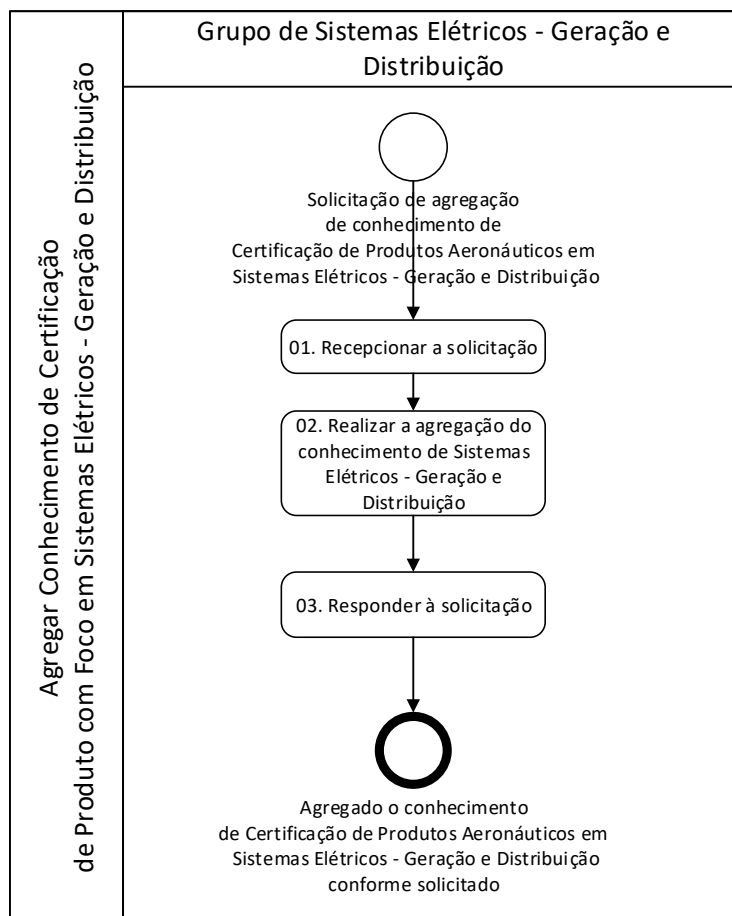 Agregar Conhecimento de Certificação
de Produto com Foco em Sistemas Elétricos - Geração e Distribuição
Grupo de Sistemas Elétricos - Geração e
Distribuição
Solicitação de agregação
de conhecimento de
Certificação de Produtos Aeronáuticos em
Sistemas Elétricos - Geração e Distribuição
01. Recepcionar a solicitação
02. Realizar a agregação do
conhecimento de Sistemas
Elétricos - Geração e
Distribuição
03. Responder à solicitação
Agregado o conhecimento
de Certificação de Produtos Aeronáuticos em
Sistemas Elétricos - Geração e Distribuição
conforme solicitado